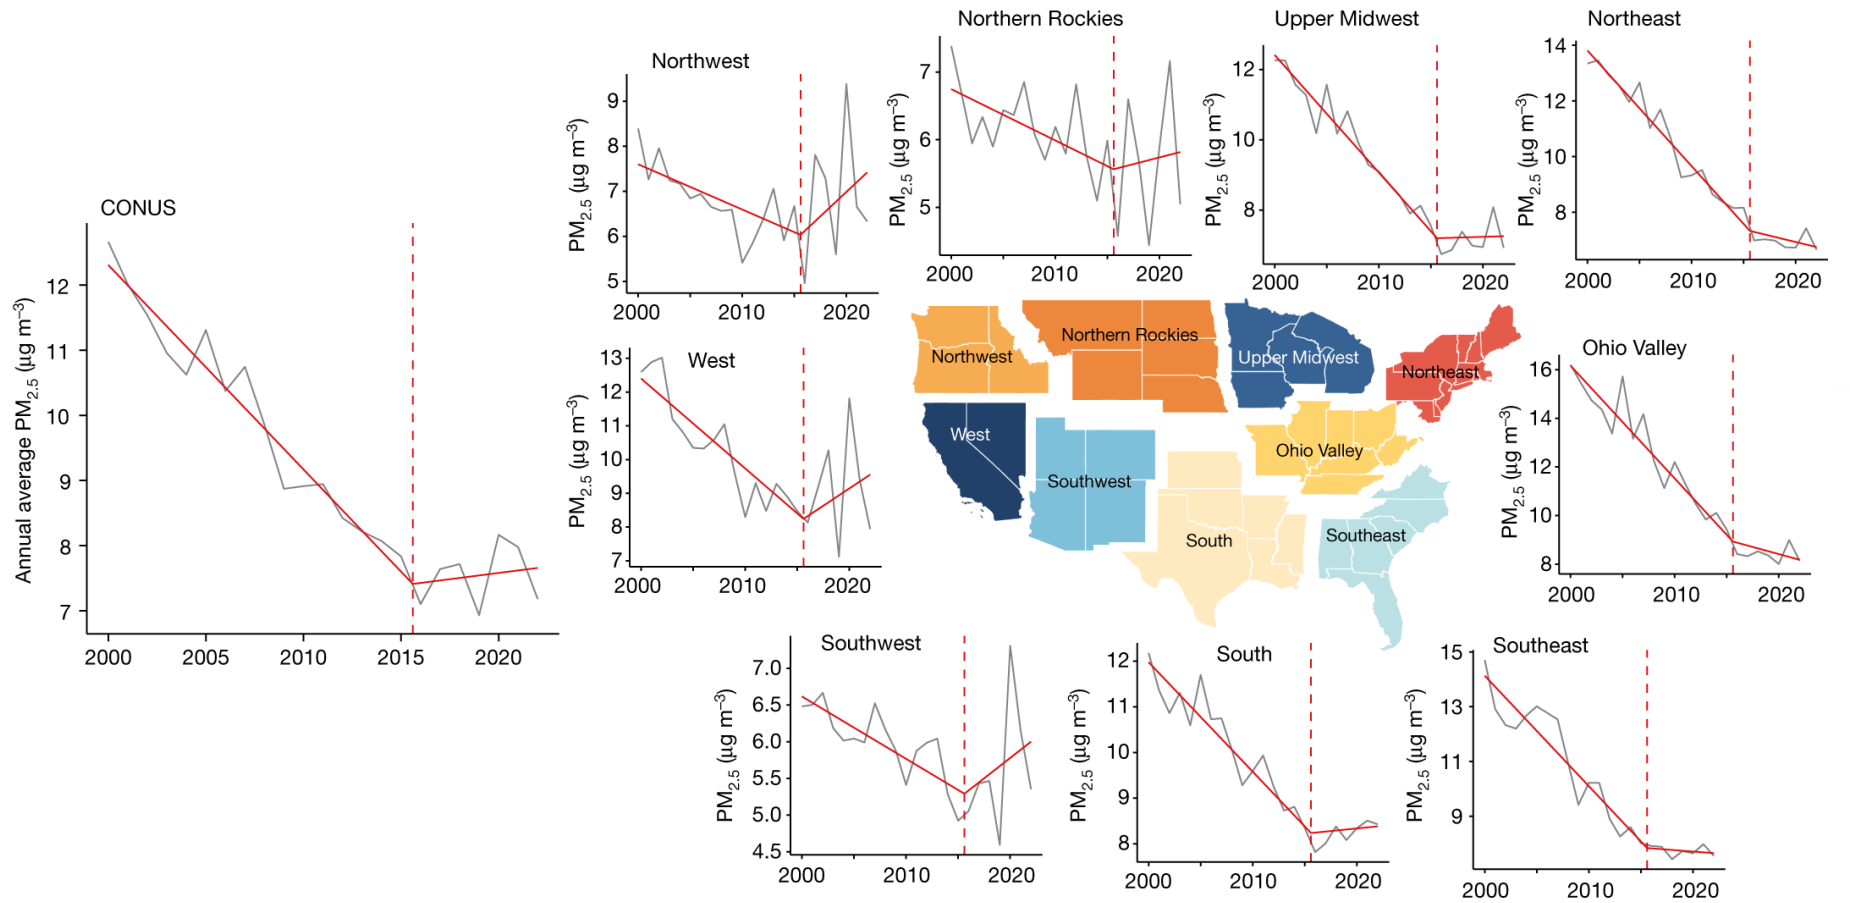 CONUS
Annual average PM2.5 (µg m–3)
12
11
10
9
8
7
2000 2005 2010 2015 2020
Northwest
PM2.5 (µg m–3)
9
8
7
6
5
2000 2010 2020
Northern Rockies
PM2.5 (µg m–3)
7
6
5
2000 2010 2020
Upper Midwest
PM2.5 (µg m–3)
12
10
8
2000 2010 2020
Northeast
PM2.5 (µg m–3)
14
12
10
8
2000 2010 2020
West
PM2.5 (µg m–3)
13
12
11
10
9
8
7
2000 2010 2020
Northern Rockies
Northwest
Upper Midwest
Northeast
West
Ohio Valley
Southwest
South
Southeast
Ohio Valley
PM2.5 (µg m–3)
16
14
12
10
8
2000 2010 2020
Southwest
PM2.5 (µg m–3)
7.0
6.5
6.0
5.5
5.0
4.5
2000 2010 2020
South
PM2.5 (µg m–3)
12
11
10
9
8
2000 2010 2020
Southeast
PM2.5 (µg m–3)
15
13
11
9
2000 2010 2020